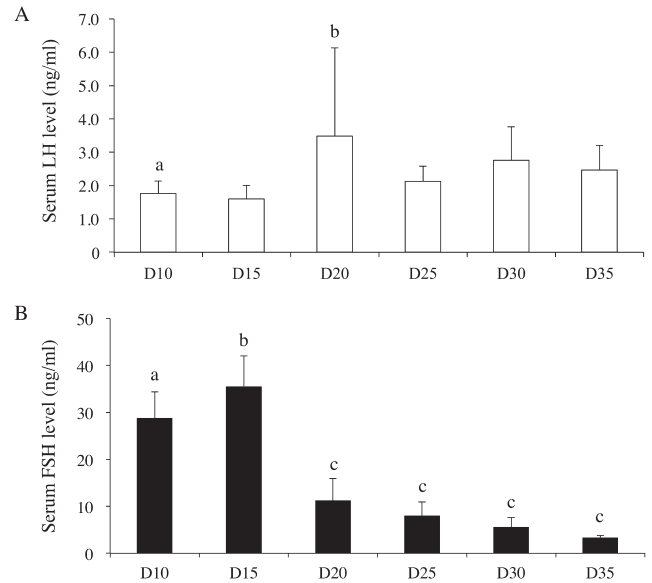 A
Serum LH level (ng/ml)
7.0
6.0
5.0
4.0
3.0
2.0
1.0
0
a
b
D10 D15 D20 D25 D30 D35
B
Serum FSH level (ng/ml)
50
40
30
20
10
0
a
b
c
c
c
c
D10 D15 D20 D25 D30 D35